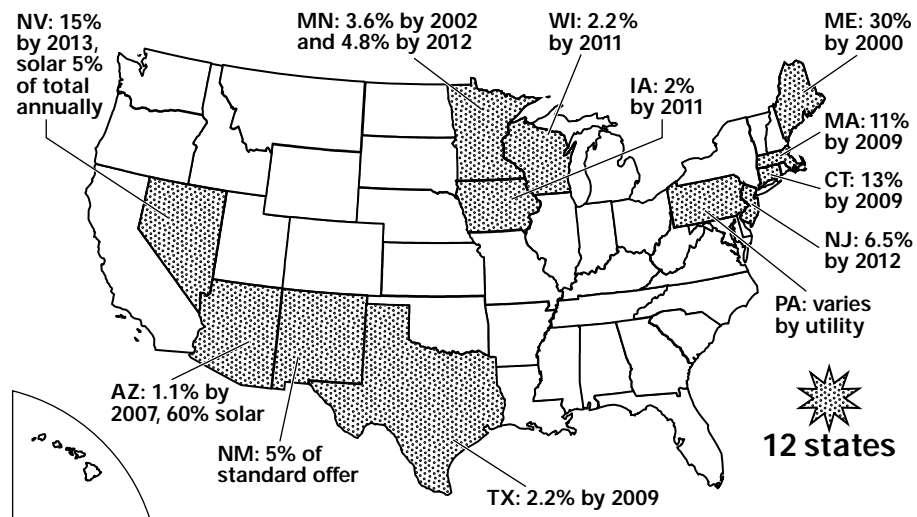 NV: 15%
by 2013,
solar 5%
of total
annually
MN: 3.6% by 2002
and 4.8% by 2012
WI: 2.2%
by 2011
IA: 2%
by 2011
ME: 30%
by 2000
MA: 11%
by 2009
CT: 13%
by 2009
NJ: 6.5%
by 2012
PA: varies
by utility
AZ: 1.1% by
2007, 60% solar
NM: 5% of
standard offer
TX: 2.2% by 2009
12 states